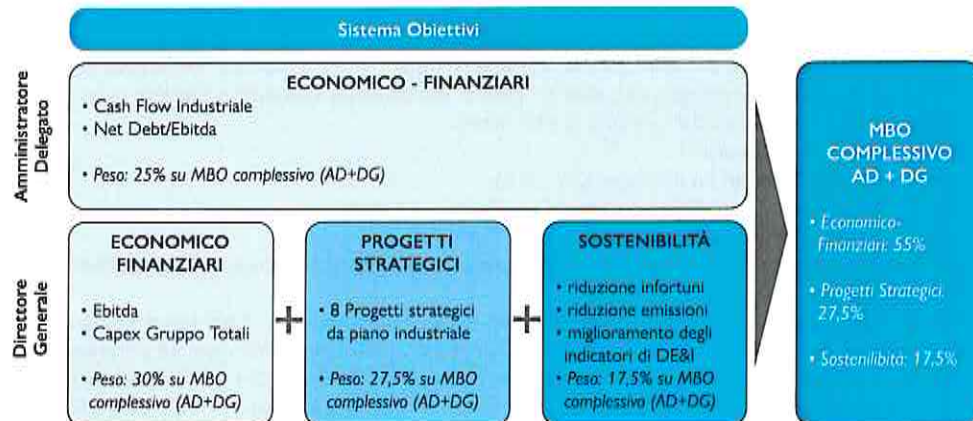 Sistema Obiettivi
Amministratore
Delegato
ECONOMICO - FINANZIARI
• Cash Flow Industriale
• Net Debt/Ebitda
• Peso: 25% su MBO complessivo (AD+DG)
Direttore
Generale
ECONOMICO
FINANZIARI
• Ebitda
• Capex Gruppo Totali
• Peso: 30% su MBO
complessivo (AD+DG)
+
PROGETTI
STRATEGICI
• 8 Progetti strategici
da piano industriale
• Peso: 27,5% su MBO
complessivo (AD+DG)
+
SOSTENIBILITÀ
• riduzione infortuni
• riduzione emissioni
• miglioramento degli
indicatori di DE&I
• Peso: 17,5% su MBO
complessivo (AD+DG)
MBO
COMPLESSIVO
AD + DG
• Economico-
Finanziari: 55%
• Progetti Strategici:
27,5%
• Sostenilibità: 17,5%